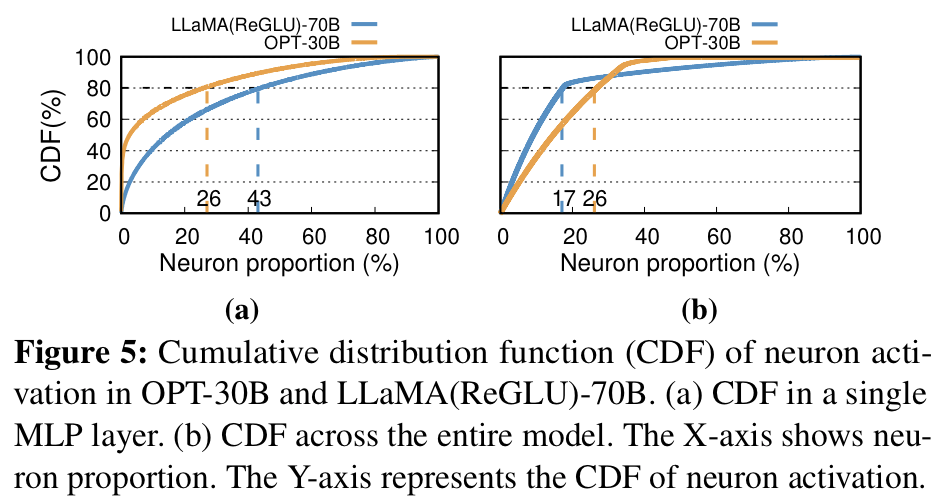 LLaMA(ReGLU)-70B
OPT-30B
CDF(%)
100
80
60
40
20
0
26
43
0 20 40 60 80 100
Neuron proportion (%)
(a)
LLaMA(ReGLU)-70B
OPT-30B
100
80
60
40
20
0
17
26
0 20 40 60 80 100
Neuron proportion (%)
(b)
Figure 5: Cumulative distribution function (CDF) of neuron acti-
vation in OPT-30B and LLaMA(ReGLU)-70B. (a) CDF in a single
MLP layer. (b) CDF across the entire model. The X-axis shows neu-
ron proportion. The Y-axis represents the CDF of neuron activation.